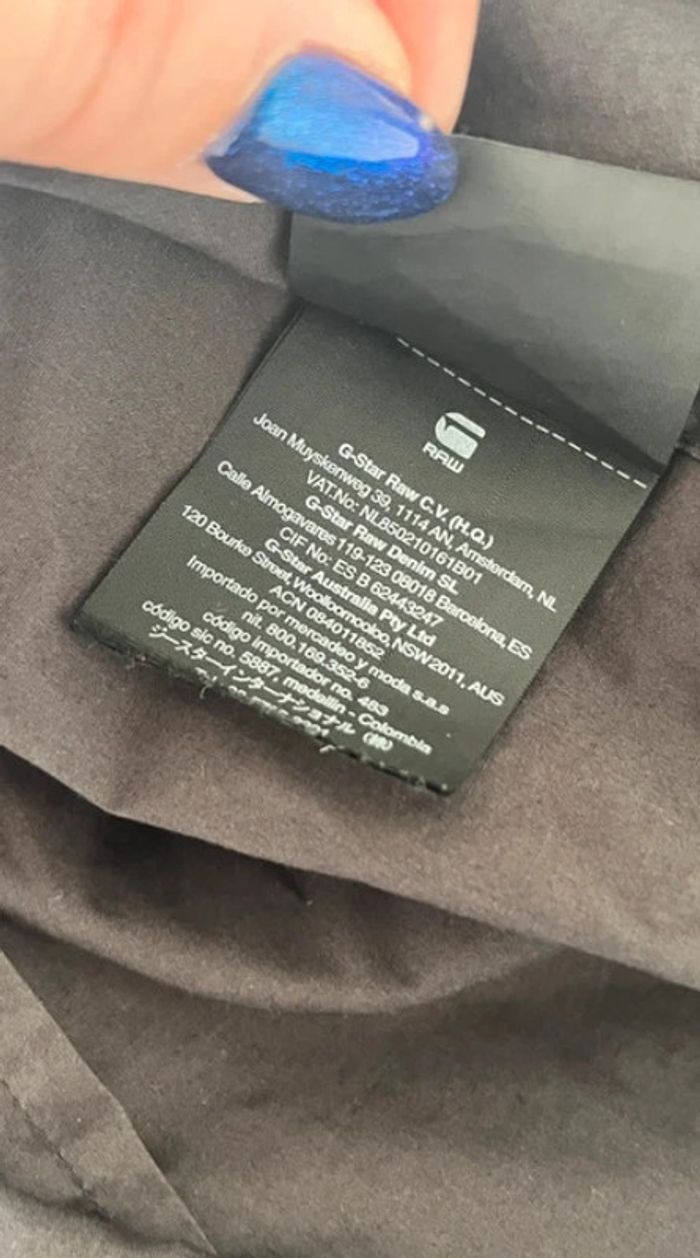 RAW
G-Star Raw C.V. (H.Q.)
Joan Muyskenweg 39, 1114 AN, Amsterdam, NL
VAT.No: NL850210161B01
G-Star Raw Denim SL
Calle Almogavares 119-123 08018 Barcelona, ES
CIF No: ES B 62443247
G-Star Australia Pty Ltd
120 Bourke Street, Woolloomooloo, NSW 2011, AUS
ACN 084011852
Importado por mercadeo y moda s.a.s
nit. 800.169.352-6
código importador no. 483
código sic no. 5887. medellin - Colombia
ジースターインターナショナル (株)